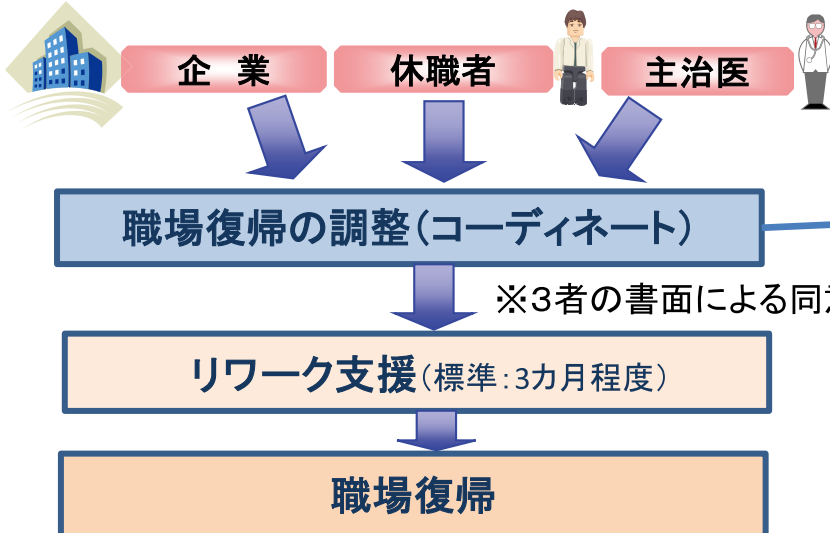 企　業
休職者
主治医
職場復帰の調整（コーディネート）
※３者の書面による同
リワーク支援（標準：3カ月程度）
職場復帰